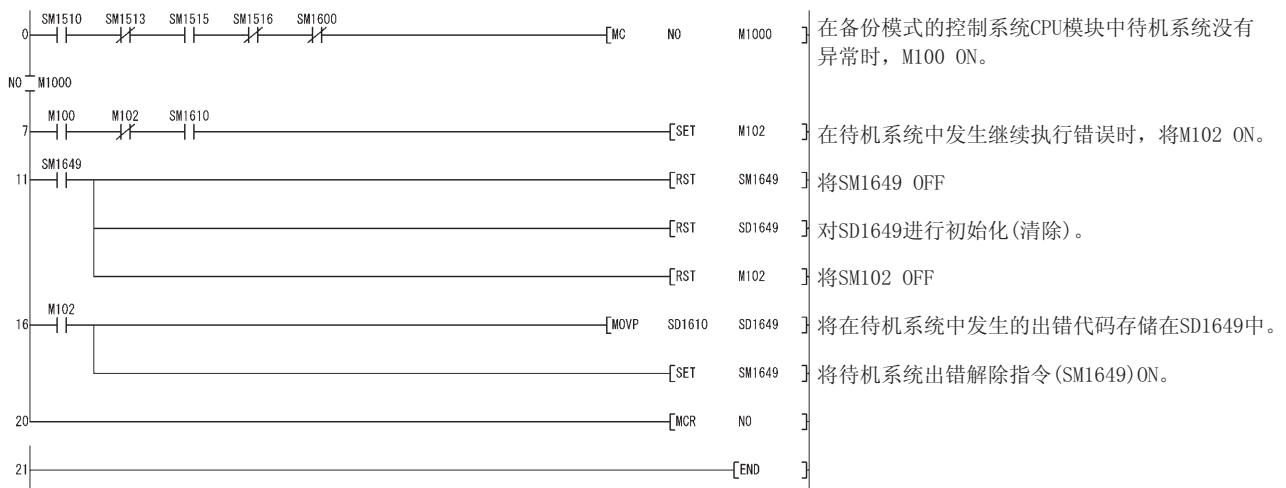 SM1510 SM1513 SM1515 SM1516 SM1600
0 [MC N0 M1000 ] 在备份模式的控制系统CPU模块中待机系统没有
异常时，M100 ON。
N0 M1000
M100 M102 SM1610
7 [SET M102 ] 在待机系统中发生继续执行错误时，将M102 ON。
SM1649
11 [RST SM1649 ] 将SM1649 OFF
[RST SD1649 ] 对SD1649进行初始化(清除)。
[RST M102 ] 将SM102 OFF
M102
16 [MOVP SD1610 SD1649 ] 将在待机系统中发生的出错代码存储在SD1649中。
[SET SM1649 ] 将待机系统出错解除指令(SM1649)ON。
20 [MCR N0 ]
21 [END ]